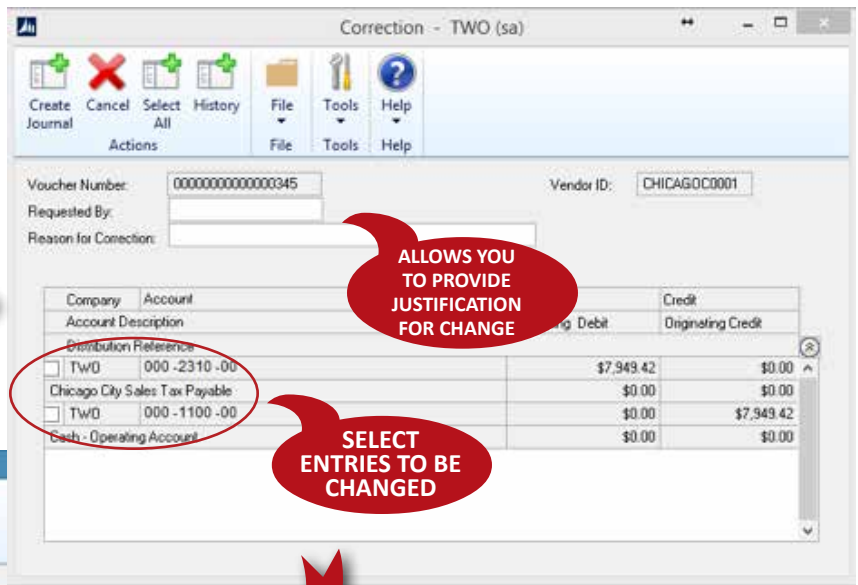 Correction - TWO (sa)
Create Journal
Cancel
Select All
History
File
Tools
Help
Actions
File
Tools
Help
Voucher Number: 00000000000000345
Vendor ID: CHICAGOC0001
Requested By:
Reason for Correction:
ALLOWS YOU
TO PROVIDE
JUSTIFICATION
FOR CHANGE
Company Account Credit
Account Description Debit Originating Credit
Distribution Reference
TWO 000 -2310 -00 $7,949.42 $0.00
Chicago City Sales Tax Payable $0.00 $0.00
TWO 000 -1100 -00 $0.00 $7,949.42
Cash - Operating Account $0.00 $0.00
SELECT
ENTRIES TO BE
CHANGED